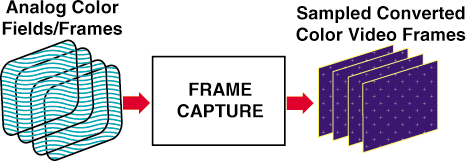 Analog Color
Fields/Frames
FRAME
CAPTURE
Sampled Converted
Color Video Frames